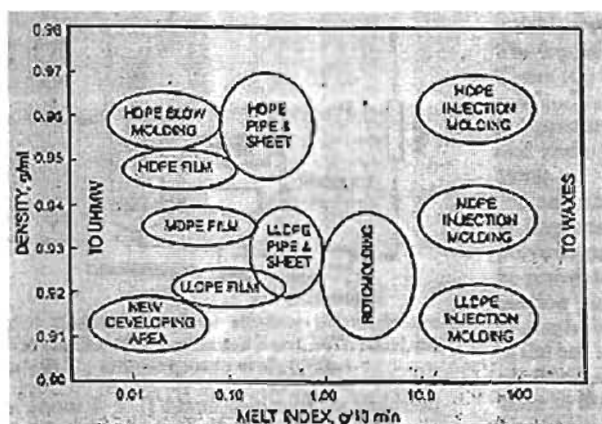 0.98
0.97
0.96
0.95
0.94
0.93
0.92
0.91
0.90
DENSITY, g/ml
TO UHMW
HDPE BLOW
MOLDING
HDPE
PIPE &
SHEET
HDPE
INJECTION
MOLDING
HDPE FILM
MDPE FILM
LLDPE
PIPE &
SHEET
MDPE
INJECTION
MOLDING
LLDPE FILM
ROTOMOLDING
NEW
DEVELOPING
AREA
LLDPE
INJECTION
MOLDING
TO WAXES
0.01
0.10
1.00
10.0
100
MELT INDEX, g/10 min